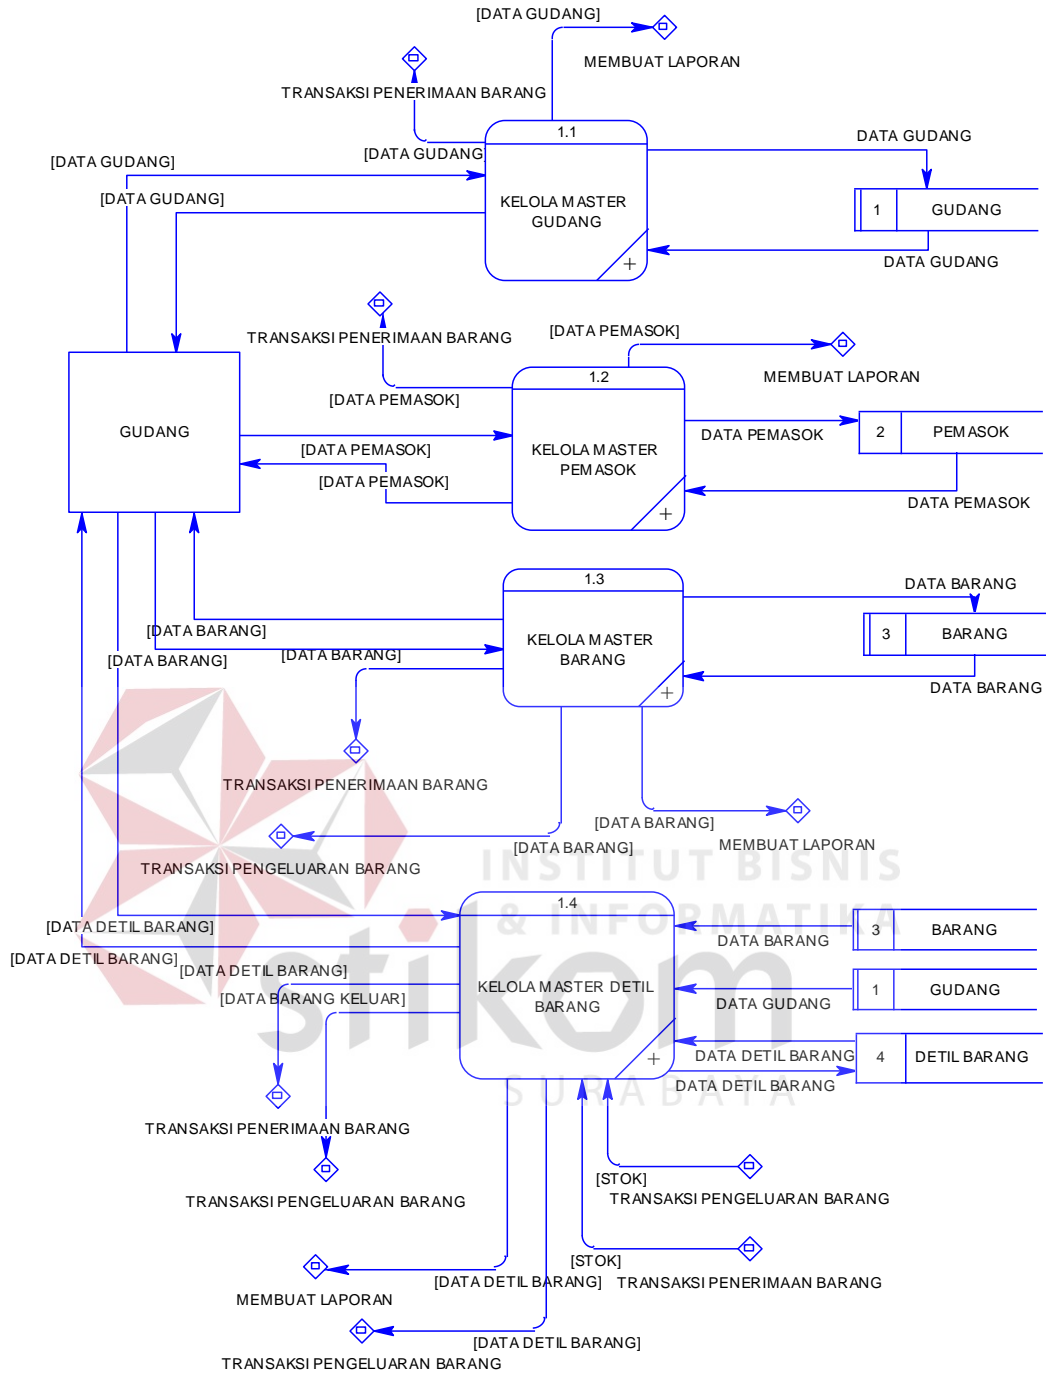 [DATA GUDANG]
MEMBUAT LAPORAN
TRANSAKSI PENERIMAAN BARANG
1.1
DATA GUDANG
[DATA GUDANG]
[DATA GUDANG]
[DATA GUDANG]
KELOLA MASTER
GUDANG
1
GUDANG
DATA GUDANG
TRANSAKSI PENERIMAAN BARANG
[DATA PEMASOK]
MEMBUAT LAPORAN
1.2
[DATA PEMASOK]
GUDANG
DATA PEMASOK
2
PEMASOK
[DATA PEMASOK]
KELOLA MASTER
PEMASOK
[DATA PEMASOK]
DATA PEMASOK
1.3
DATA BARANG
[DATA BARANG]
KELOLA MASTER
BARANG
3
BARANG
[DATA BARANG]
[DATA BARANG]
DATA BARANG
TRANSAKSI PENERIMAAN BARANG
[DATA BARANG]
MEMBUAT LAPORAN
[DATA BARANG]
TRANSAKSI PENGELUARAN BARANG
INSTITUT BISNIS
& INFORMATIKA
stikom
SURABAYA
1.4
[DATA DETIL BARANG]
DATA BARANG
3
BARANG
[DATA DETIL BARANG]
[DATA DETIL BARANG]
KELOLA MASTER DETIL
BARANG
[DATA BARANG KELUAR]
DATA GUDANG
1
GUDANG
DATA DETIL BARANG
4
DETIL BARANG
DATA DETIL BARANG
TRANSAKSI PENERIMAAN BARANG
TRANSAKSI PENGELUARAN BARANG
[STOK]
TRANSAKSI PENGELUARAN BARANG
[STOK]
TRANSAKSI PENERIMAAN BARANG
[DATA DETIL BARANG]
MEMBUAT LAPORAN
[DATA DETIL BARANG]
TRANSAKSI PENGELUARAN BARANG